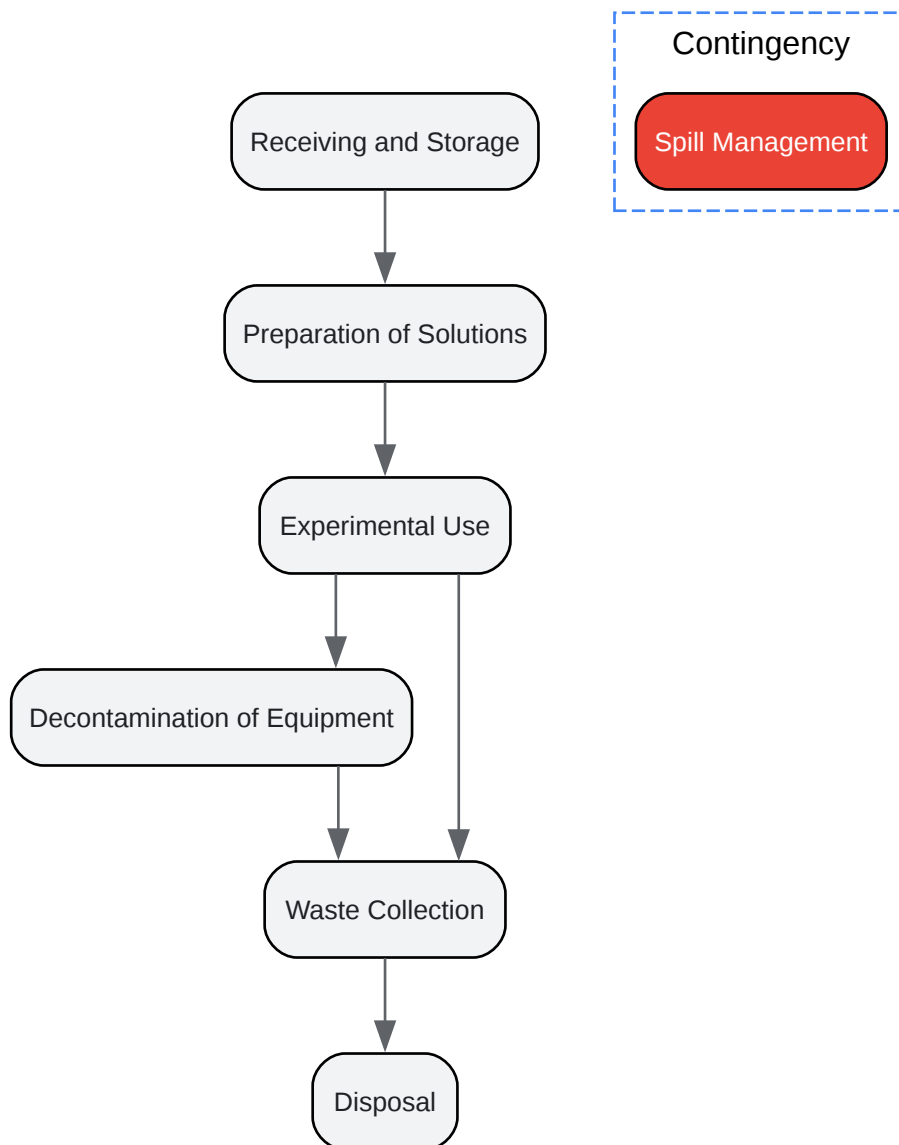 Contingency
Spill Management
Receiving and Storage
Preparation of Solutions
Experimental Use
Decontamination of Equipment
Waste Collection
Disposal